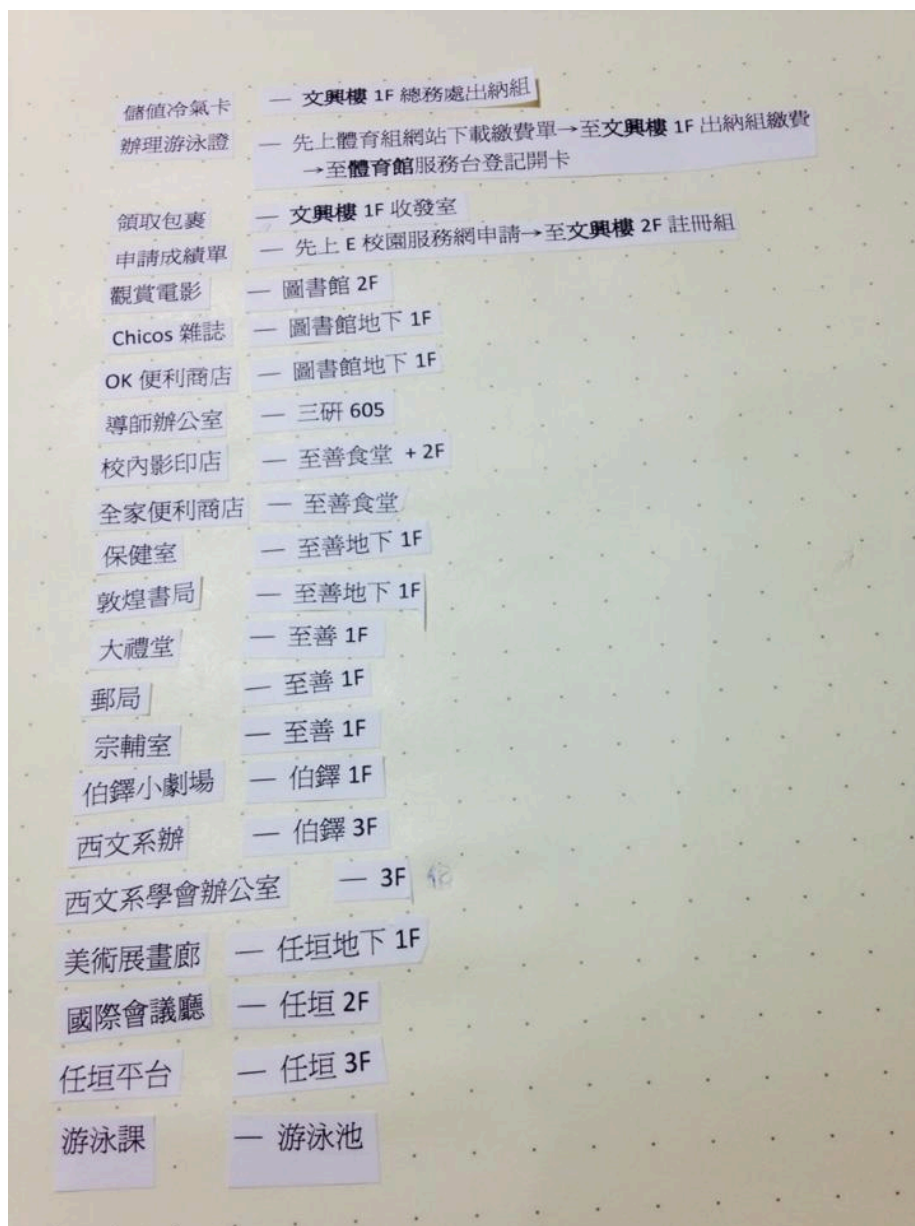 儲值冷氣卡 — 文興樓 1F 總務處出納組
辦理游泳證 — 先上體育組網站下載繳費單→至文興樓 1F 出納組繳費
→至體育館服務台登記開卡
領取包裹 — 文興樓 1F 收發室
申請成績單 — 先上 E 校園服務網申請→至文興樓 2F 註冊組
觀賞電影 — 圖書館 2F
Chicos 雜誌 — 圖書館地下 1F
OK 便利商店 — 圖書館地下 1F
導師辦公室 — 三研 605
校內影印店 — 至善食堂 + 2F
全家便利商店 — 至善食堂
保健室 — 至善地下 1F
敦煌書局 — 至善地下 1F
大禮堂 — 至善 1F
郵局 — 至善 1F
宗輔室 — 至善 1F
伯鐸小劇場 — 伯鐸 1F
西文系辦 — 伯鐸 3F
西文系學會辦公室 — 3F
美術展畫廊 — 任垣地下 1F
國際會議廳 — 任垣 2F
任垣平台 — 任垣 3F
游泳課 — 游泳池